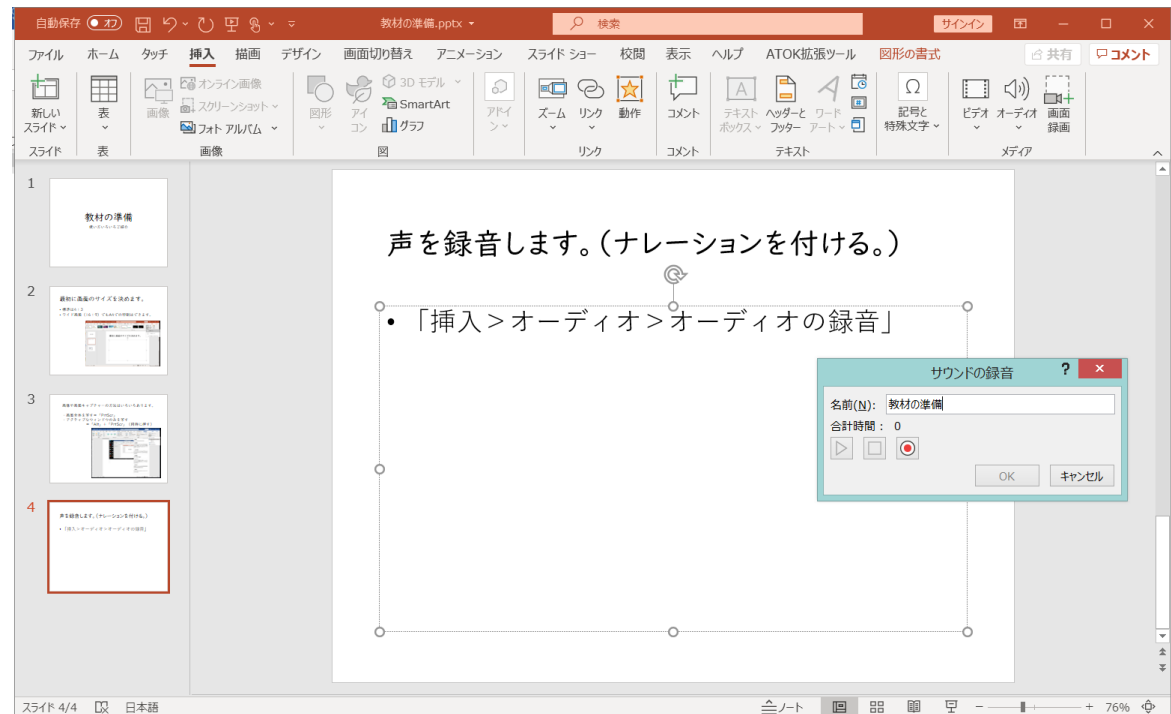 自動保存 オフ 教材の準備.pptx 検索 サインイン
ファイル ホーム タッチ 挿入 描画 デザイン 画面切り替え アニメーション スライド ショー 校閲 表示 ヘルプ ATOK拡張ツール 図形の書式 共有 コメント
新しい
スライド
表
画像
オンライン画像
スクリーンショット
フォト アルバム
図形
アイ
コン
3D モデル
SmartArt
グラフ
アドイ
ン
ズーム
リンク
動作
コメント
テキスト
ボックス
ヘッダーと
フッター
ワード
アート
記号と
特殊文字
ビデオ
オーディオ
画面
録画
スライド 表 画像 図 リンク コメント テキスト メディア
1
教材の準備
2
最初に画面のサイズを決めます。
3
4
声を録音します。(ナレーションを付ける。)
•「挿入>オーディオ>オーディオの録音」
声を録音します。(ナレーションを付ける。)
•「挿入>オーディオ>オーディオの録音」
サウンドの録音 ? ×
名前(N): 教材の準備
合計時間: 0
OK キャンセル
スライド 4/4 日本語 ノート 76%